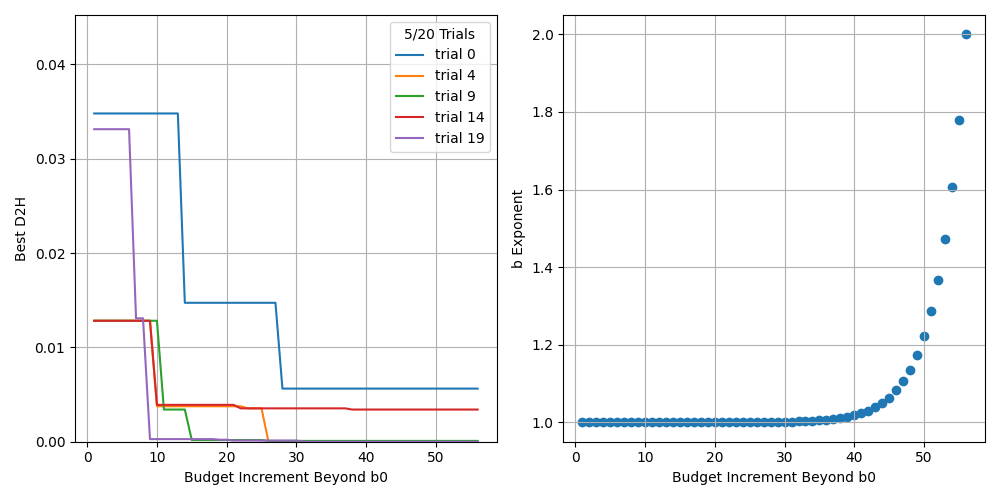 5/20 Trials
trial 0
trial 4
trial 9
trial 14
trial 19
0.04
0.03
0.02
0.01
0.00
Best D2H
0 10 20 30 40 50
Budget Increment Beyond b0
2.0
1.8
1.6
1.4
1.2
1.0
b Exponent
0 10 20 30 40 50
Budget Increment Beyond b0